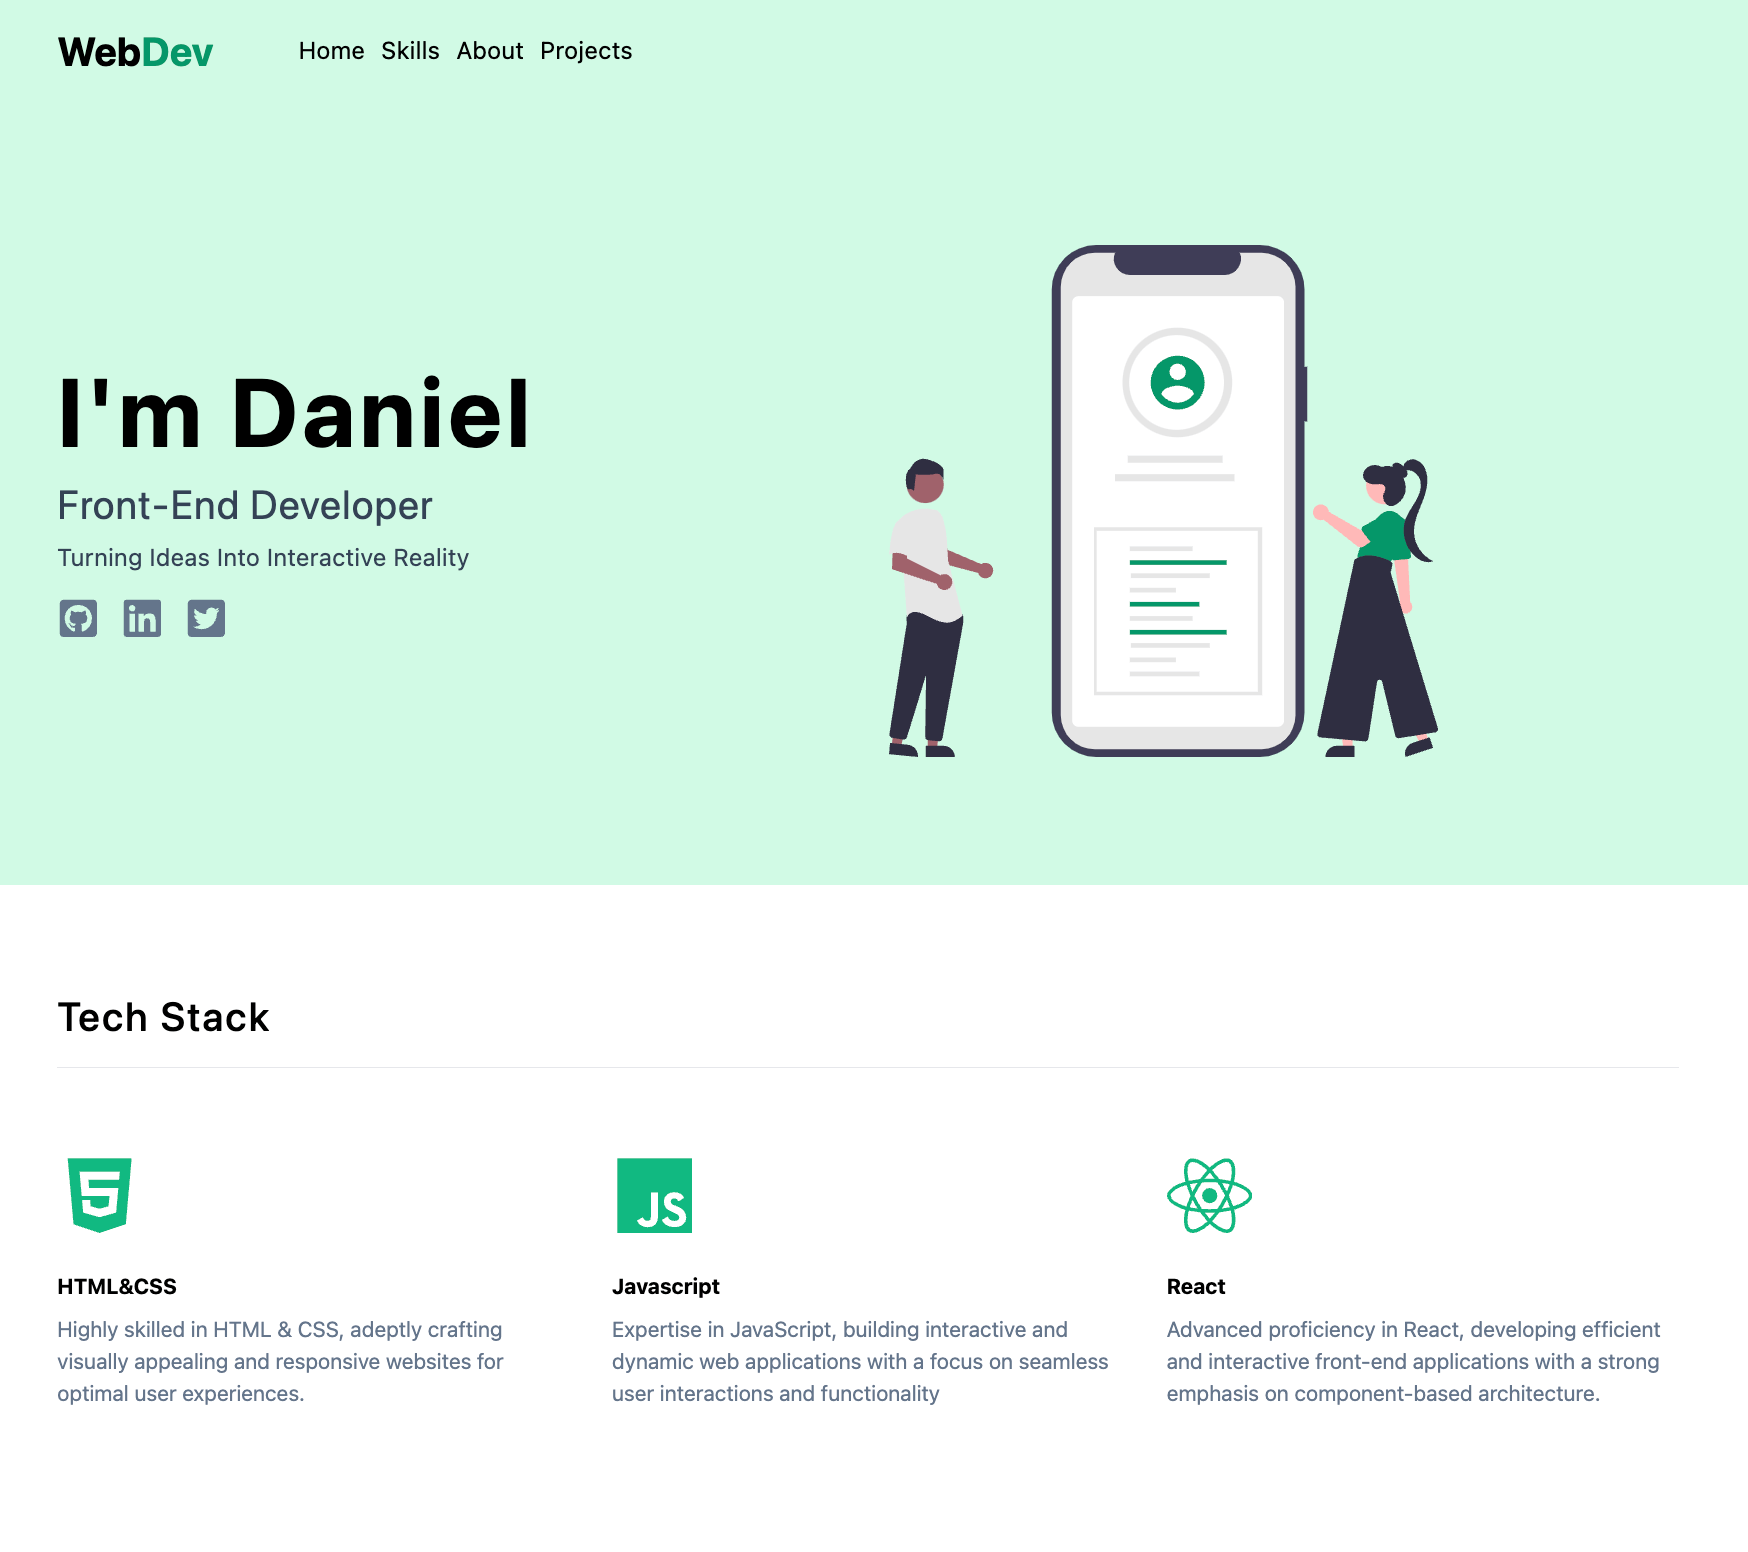 WebDev Home Skills About Projects
I'm Daniel
Front-End Developer
Turning Ideas Into Interactive Reality
in
Tech Stack
JS
HTML&CSS
Highly skilled in HTML & CSS, adeptly crafting
visually appealing and responsive websites for
optimal user experiences.
Javascript
Expertise in JavaScript, building interactive and
dynamic web applications with a focus on seamless
user interactions and functionality
React
Advanced proficiency in React, developing efficient
and interactive front-end applications with a strong
emphasis on component-based architecture.